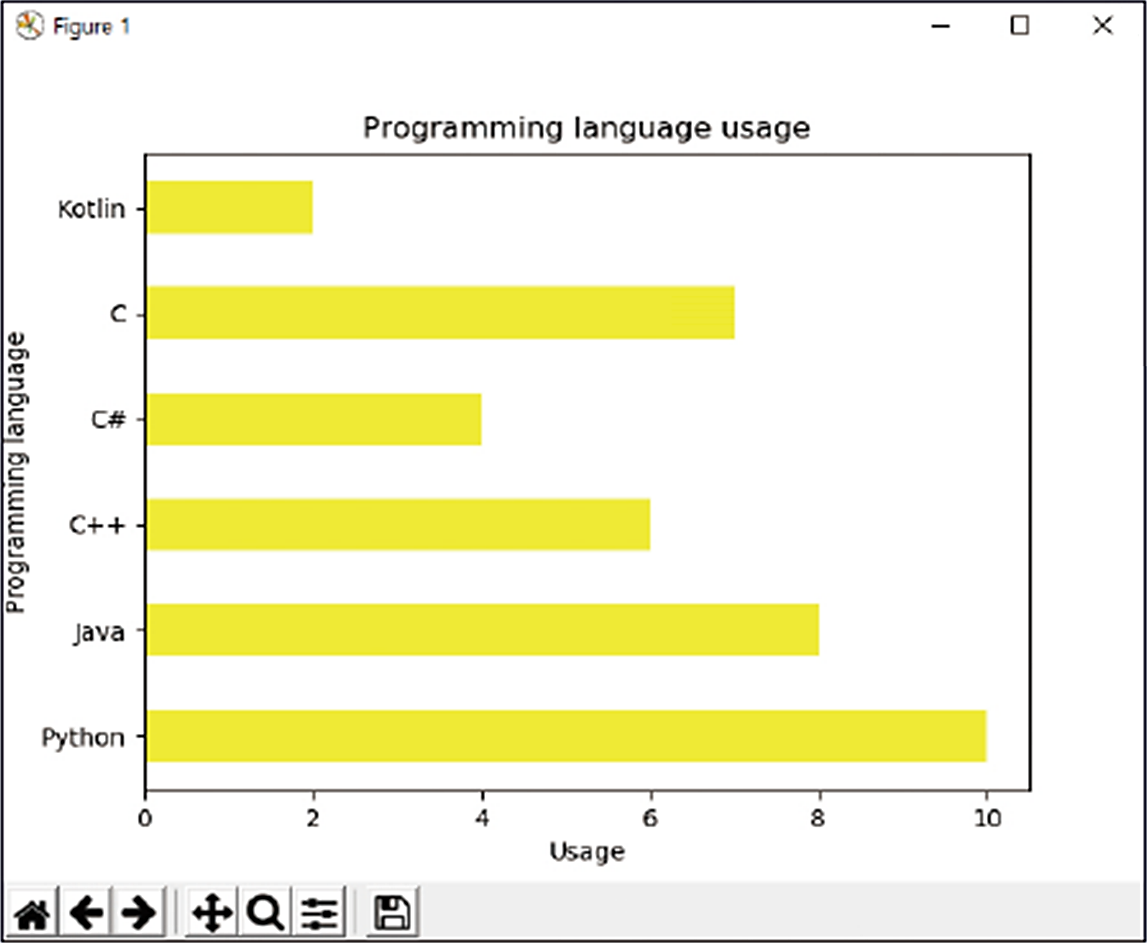 Figure 1
Programming language usage
Programming language
Kotlin
C
C#
C++
Java
Python
0 2 4 6 8 10
Usage